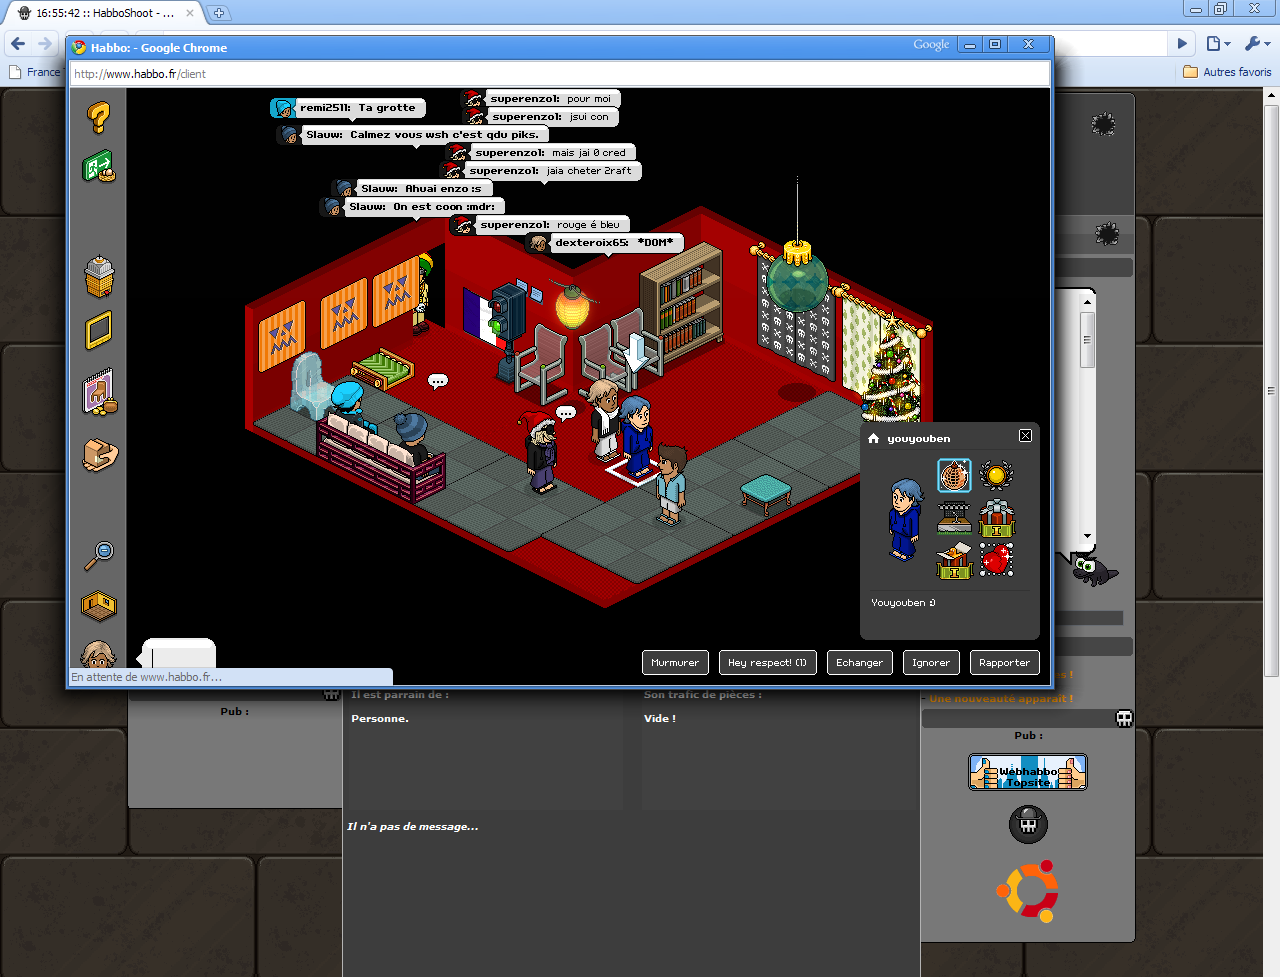 16:55:42 :: HabboShoot - ...
Habbo: - Google Chrome
Google
http://www.habbo.fr/client
France
Autres favoris
remi2511: Ta grotte
superenzo1: pour moi
superenzo1: jsui con
Slauw: Calmez vous wsh c'est qdu piks.
superenzo1: mais jai 0 cred
superenzo1: jaia cheter 2raft
Slauw: Ahuai enzo :s
Slauw: On est coon :mdr:
superenzo1: rouge é bleu
dexteroix65: *DOM*
youyouben
Youyouben :)
Murmurer
Hey respect! (1)
Echanger
Ignorer
Rapporter
En attente de www.habbo.fr...
Il est parrain de :
Son trafic de pièces :
Pub :
Personne.
Vide !
- Une nouveauté apparaît !
Pub :
Webhabbo
Topsite
Il n'a pas de message...